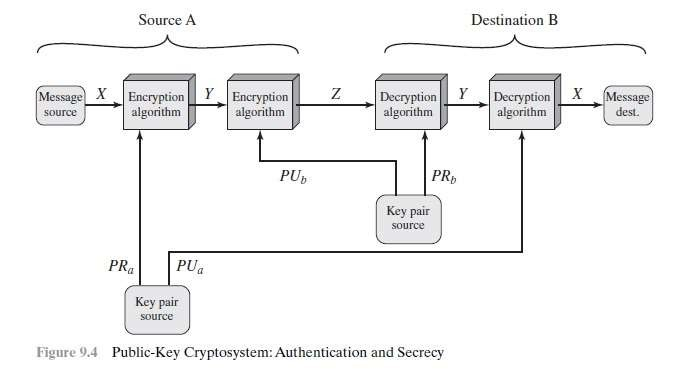 Source A
Destination B
Message source
X
Encryption algorithm
Y
Encryption algorithm
Z
Decryption algorithm
Y
Decryption algorithm
X
Message dest.
PUb
PRb
Key pair source
PRa
PUa
Key pair source
Figure 9.4 Public-Key Cryptosystem: Authentication and Secrecy